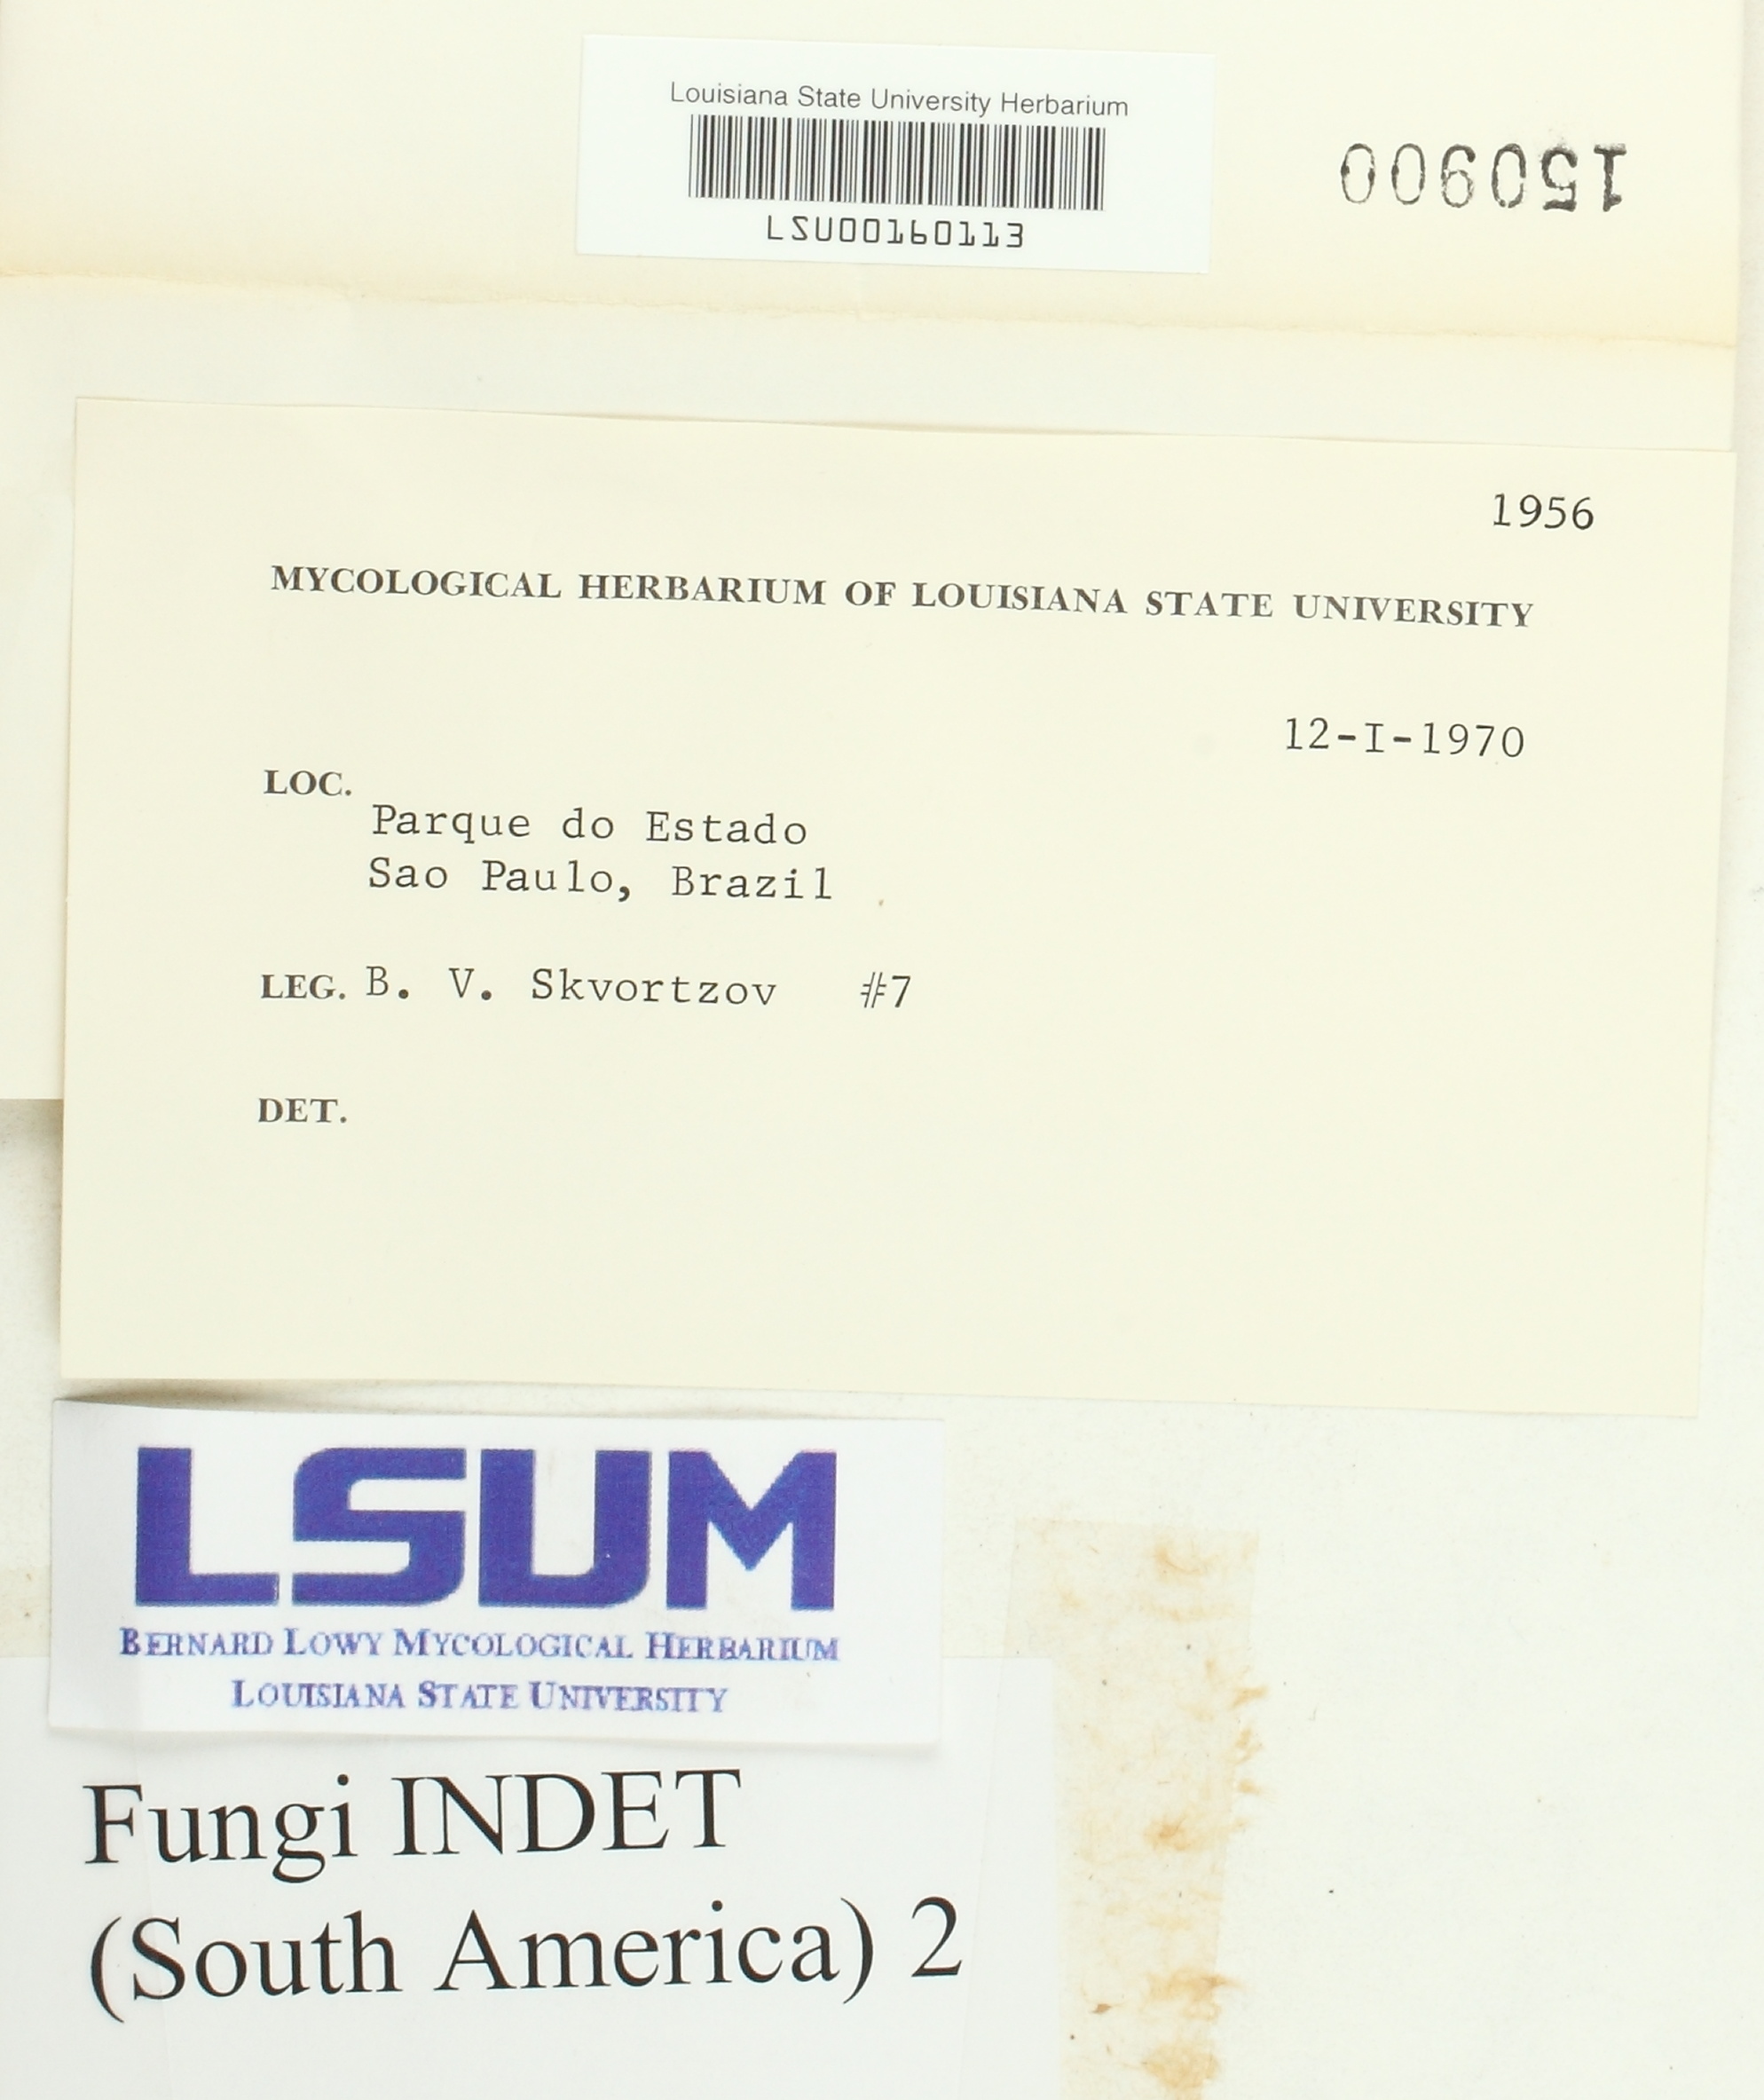 Louisiana State University Herbarium
LSU00160113
150900
1956
MYCOLOGICAL HERBARIUM OF LOUISIANA STATE UNIVERSITY
12-I-1970
LOC.
Parque do Estado
Sao Paulo, Brazil
LEG. B. V. Skvortzov #7
DET.
LSUM
BERNARD LOWY MYCOLOGICAL HERBARIUM
LOUISIANA STATE UNIVERSITY
Fungi INDET
(South America) 2